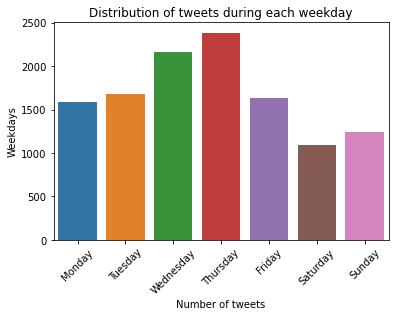 Distribution of tweets during each weekday
Weekdays
2500
2000
1500
1000
500
0
Monday
Tuesday
Wednesday
Thursday
Friday
Saturday
Sunday
Number of tweets